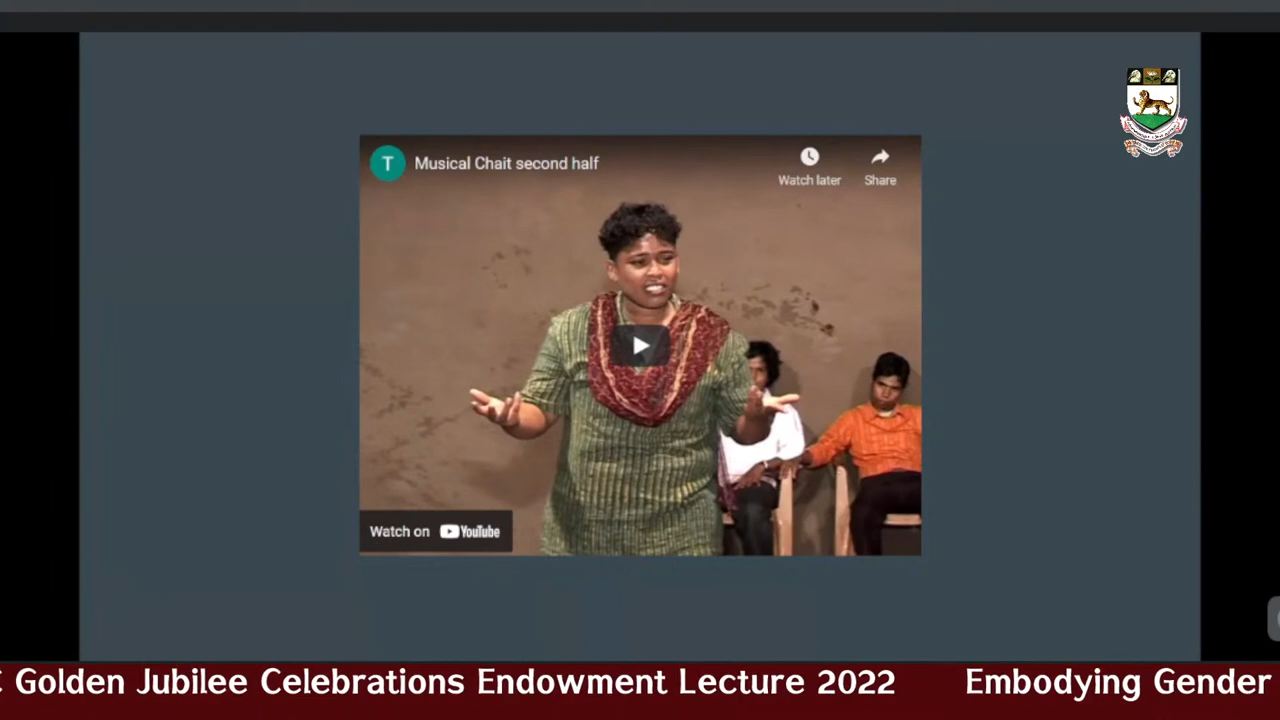 T
Musical Chait second half
Watch later
Share
Watch on YouTube
Golden Jubilee Celebrations Endowment Lecture 2022 Embodying Gender